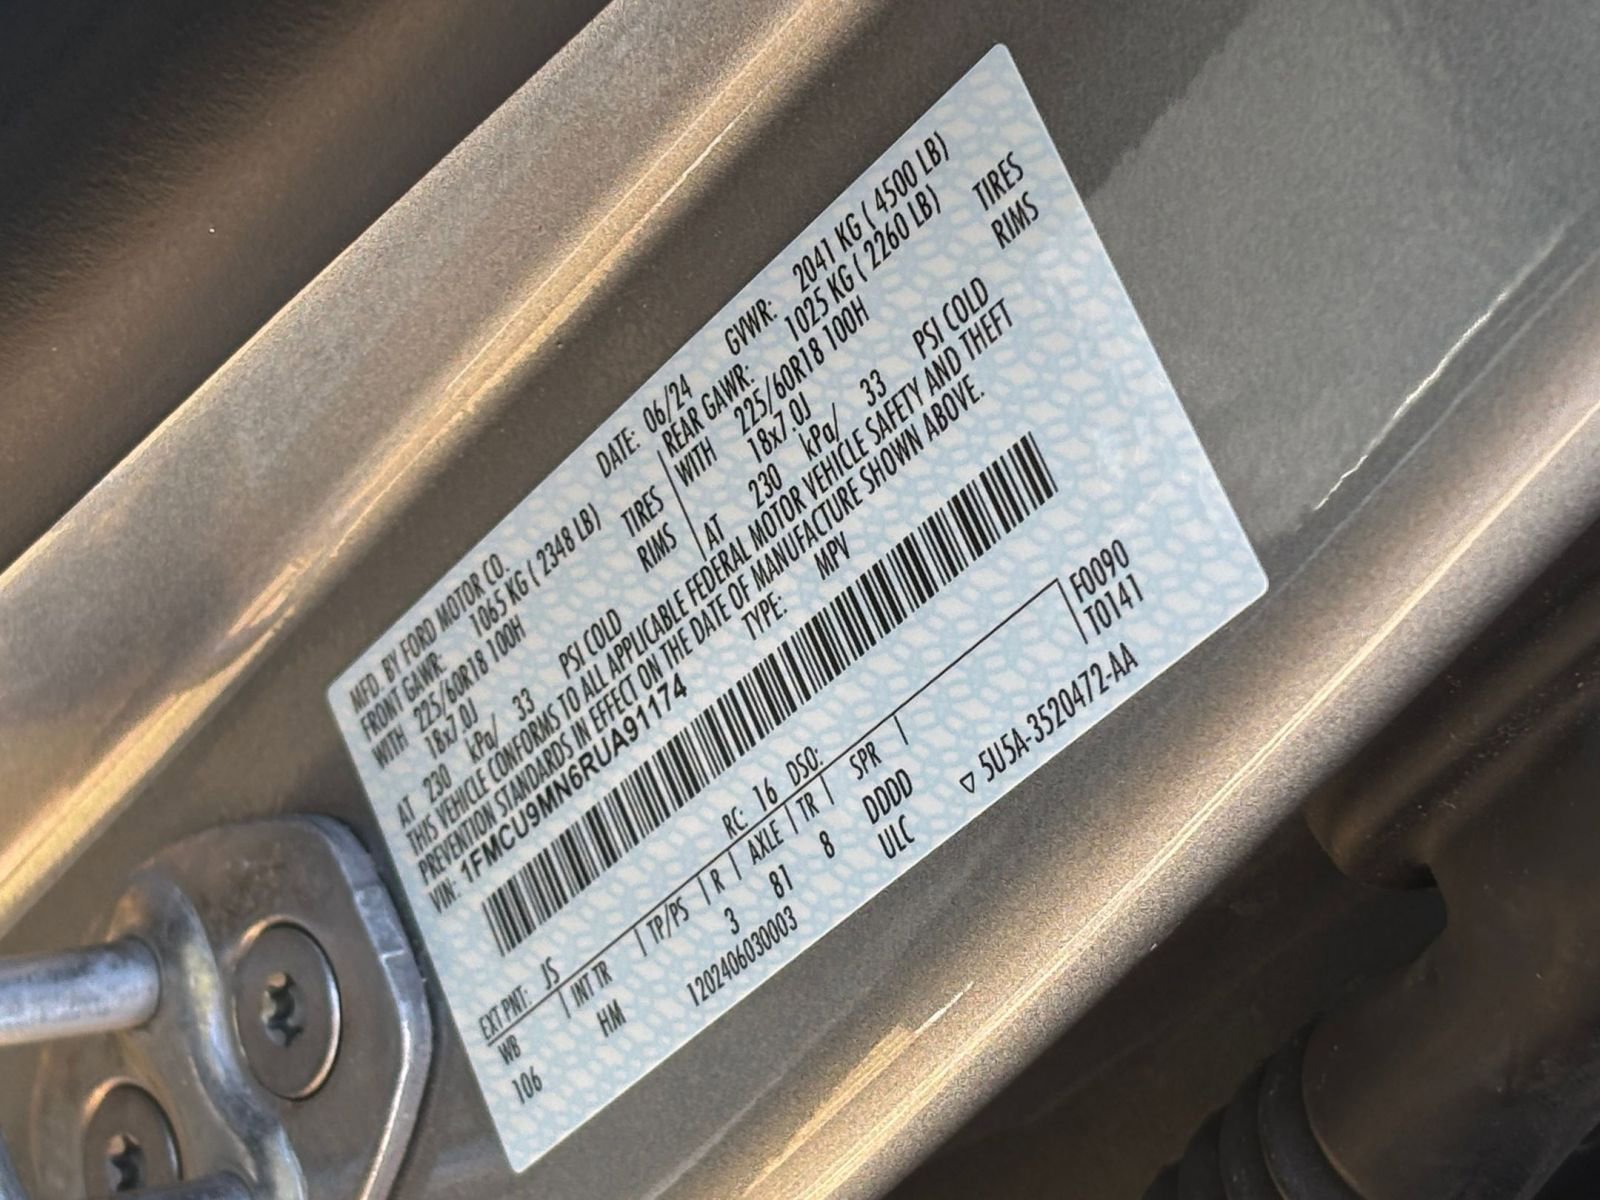 MFD. BY FORD MOTOR CO.
DATE: 06/24 GVWR: 2041 KG ( 4500 LB)
FRONT GAWR: 1065 KG ( 2348 LB) REAR GAWR: 1025 KG ( 2260 LB)
WITH 225/60R18 100H TIRES WITH 225/60R18 100H TIRES
18x7.0J RIMS 18x7.0J RIMS
AT 230 kPa/ 33 PSI COLD AT 230 kPa/ 33 PSI COLD
THIS VEHICLE CONFORMS TO ALL APPLICABLE FEDERAL MOTOR VEHICLE SAFETY AND THEFT
PREVENTION STANDARDS IN EFFECT ON THE DATE OF MANUFACTURE SHOWN ABOVE.
VIN: 1FMCU9MN6RUA91174 TYPE: MPV
EXT PNT: JS RC: 16 DSO: F0090
WB INT TR TP/PS R AXLE TR SPR T0141
106 HM 3 81 8 DDDD
1202406030003 ULC ▽ 5U5A-3520472-AA